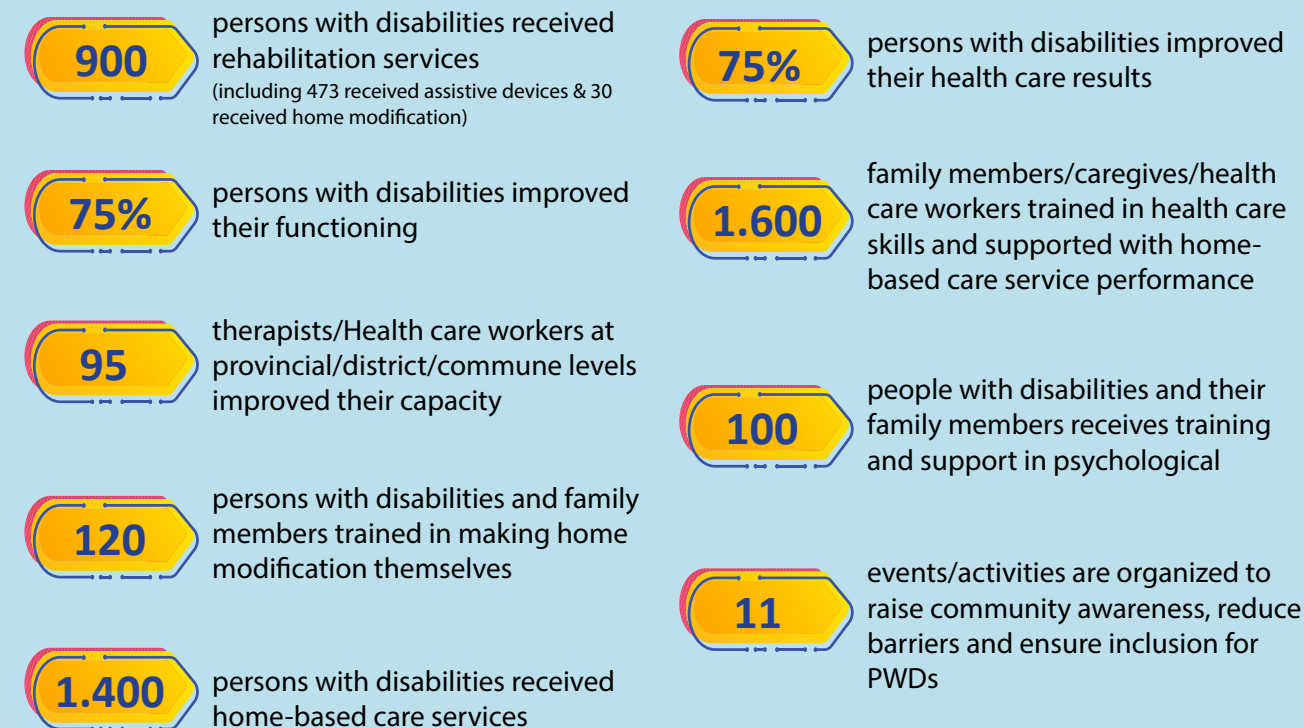 900
persons with disabilities received
rehabilitation services
(including 473 received assistive devices & 30
received home modification)
75%
persons with disabilities improved
their functioning
95
therapists/Health care workers at
provincial/district/commune levels
improved their capacity
120
persons with disabilities and family
members trained in making home
modification themselves
1.400
persons with disabilities received
home-based care services
75%
persons with disabilities improved
their health care results
1.600
family members/caregives/health
care workers trained in health care
skills and supported with home-
based care service performance
100
people with disabilities and their
family members receives training
and support in psychological
11
events/activities are organized to
raise community awareness, reduce
barriers and ensure inclusion for
PWDs